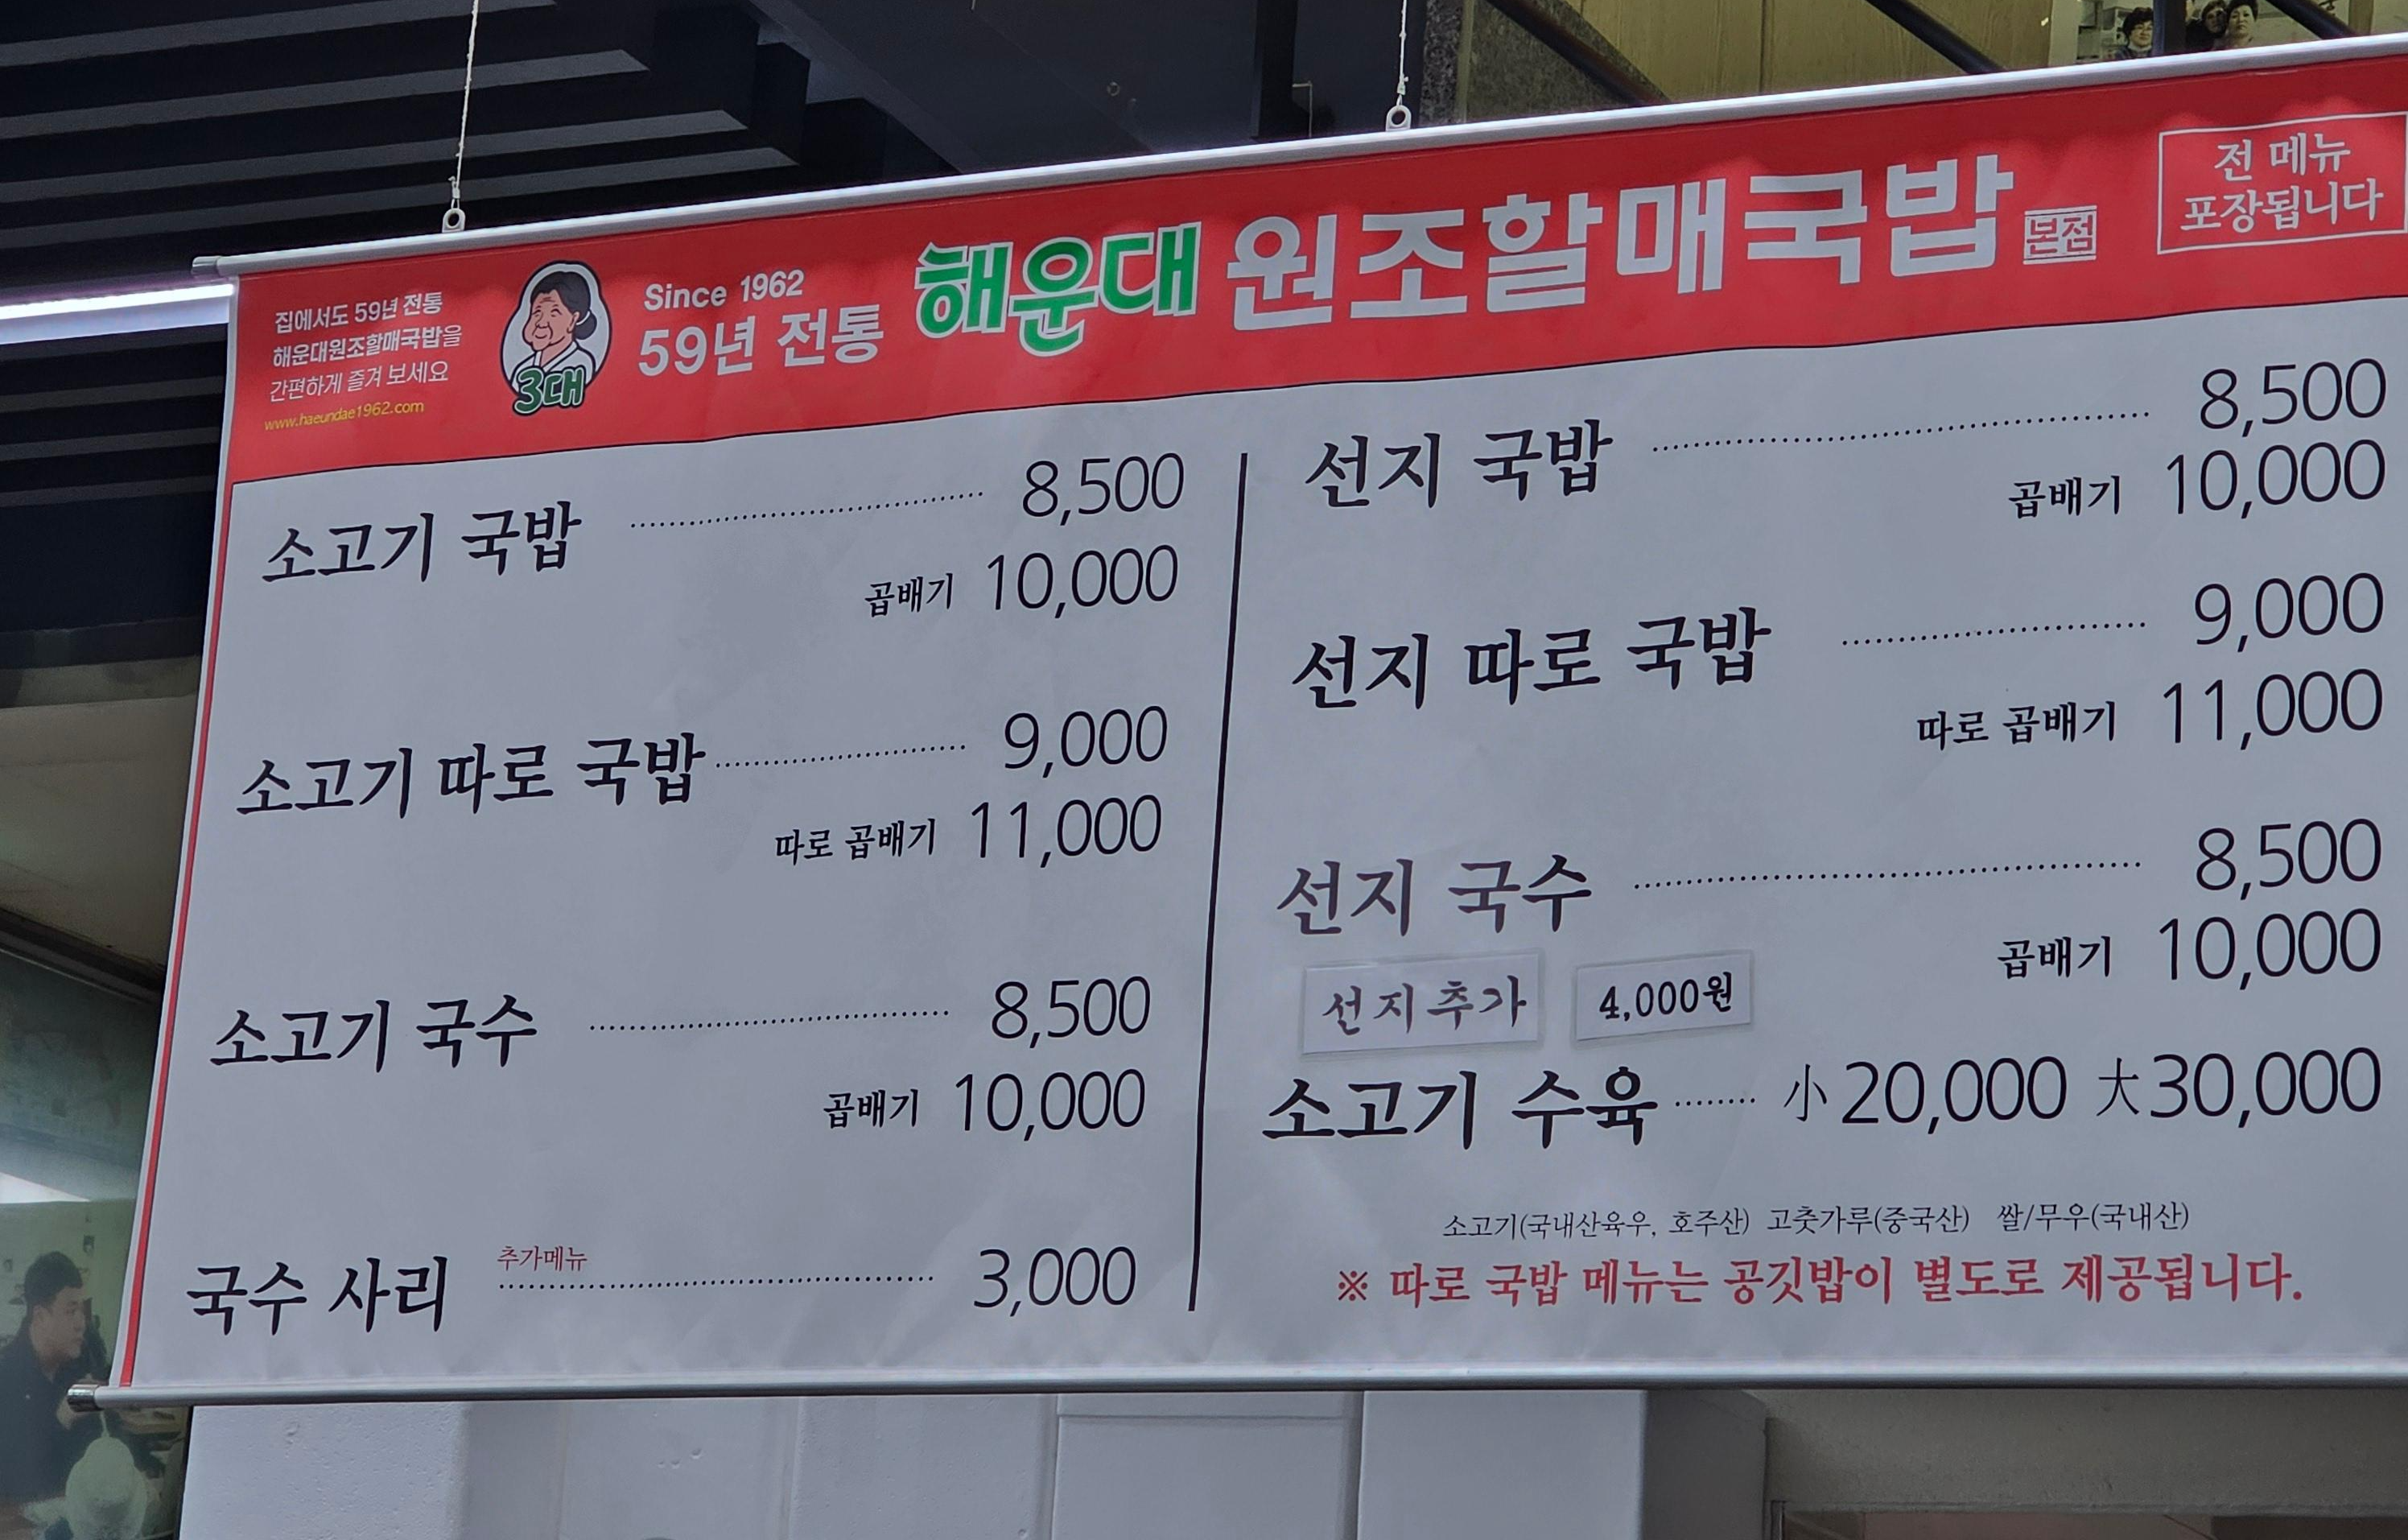 집에서도 59년 전통
해운대원조할매국밥을
간편하게 즐겨 보세요
www.haeundae1962.com
3대
Since 1962
59년 전통
해운대 원조할매국밥 본점
전 메뉴
포장됩니다
소고기 국밥 8,500
곱배기 10,000
소고기 따로 국밥 9,000
따로 곱배기 11,000
소고기 국수 8,500
곱배기 10,000
추가메뉴
국수 사리 3,000
선지 국밥 8,500
곱배기 10,000
선지 따로 국밥 9,000
따로 곱배기 11,000
선지 국수 8,500
곱배기 10,000
선지추가 4,000원
소고기 수육 小 20,000 大 30,000
소고기(국내산육우, 호주산) 고춧가루(중국산) 쌀/무우(국내산)
※ 따로 국밥 메뉴는 공깃밥이 별도로 제공됩니다.